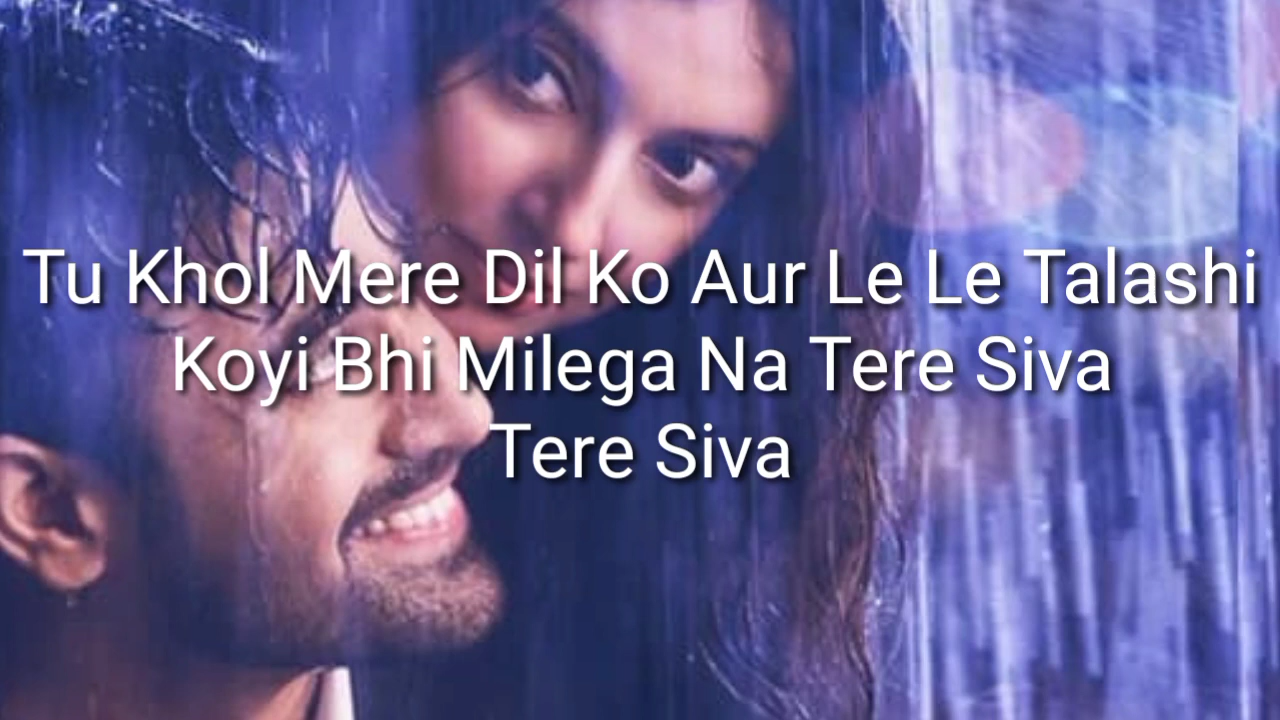 Tu Khol Mere Dil Ko Aur Le Le Talashi
Koyi Bhi Milega Na Tere Siva
Tere Siva